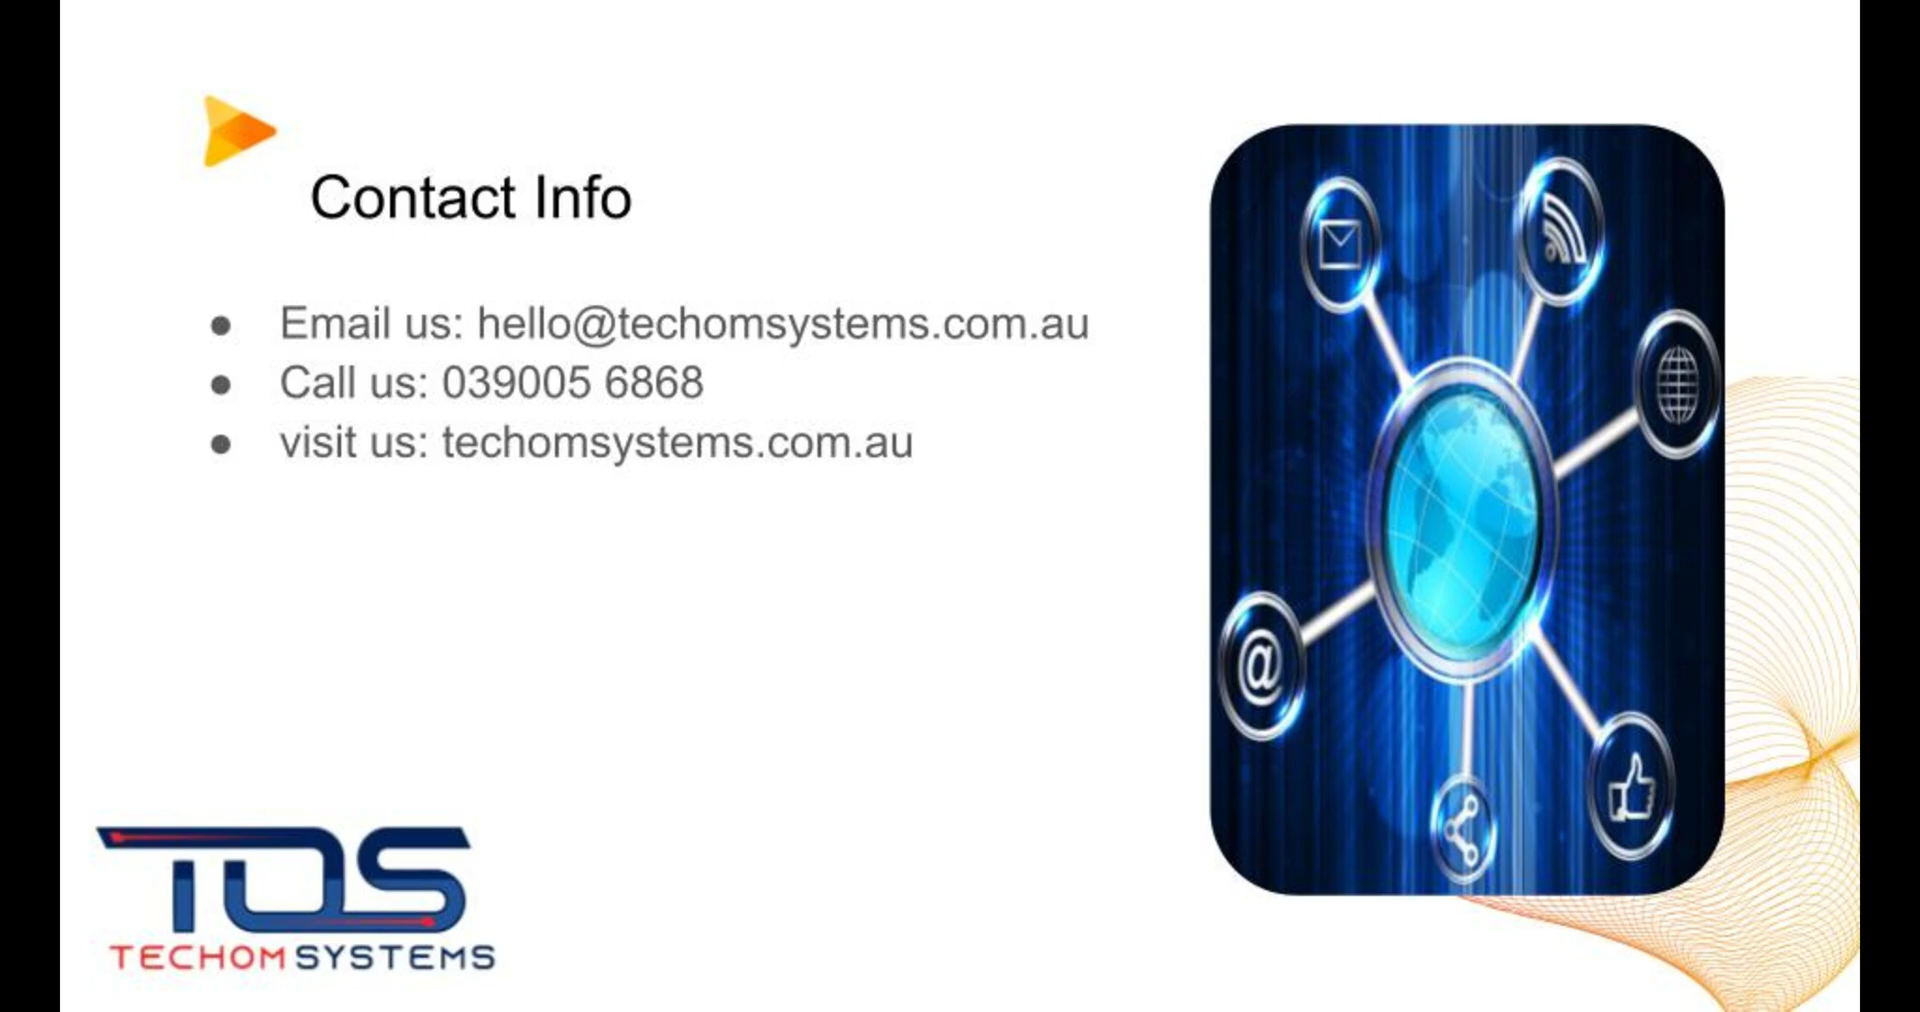 Contact Info
● Email us: hello@techomsystems.com.au
● Call us: 039005 6868
● visit us: techomsystems.com.au
@
TOS
TECHOM SYSTEMS